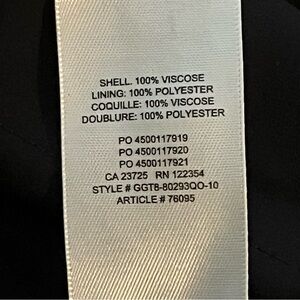 SHELL. 100% VISCOSE
LINING: 100% POLYESTER
COQUILLE: 100% VISCOSE
DOUBLURE: 100% POLYESTER
PO 4500117919
PO 4500117920
PO 4500117921
CA 23725 RN 122354
STYLE # GGT8-80293QO-10
ARTICLE # 76095